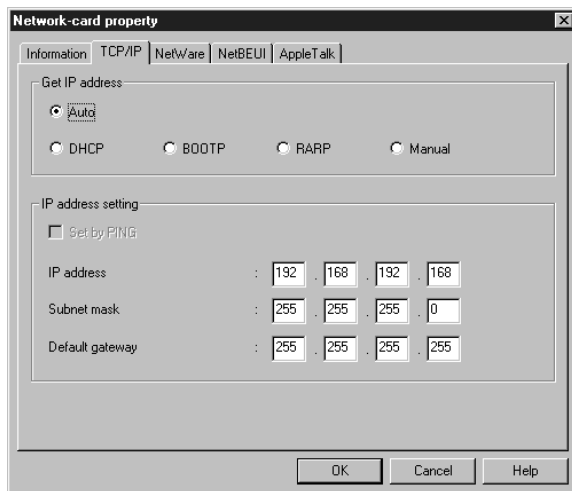 Network-card property
Information TCP/IP NetWare NetBEUI AppleTalk
Get IP address
Auto
DHCP BOOTP RARP Manual
IP address setting
Set by PING
IP address : 192 . 168 . 192 . 168
Subnet mask : 255 . 255 . 255 . 0
Default gateway : 255 . 255 . 255 . 255
OK Cancel Help